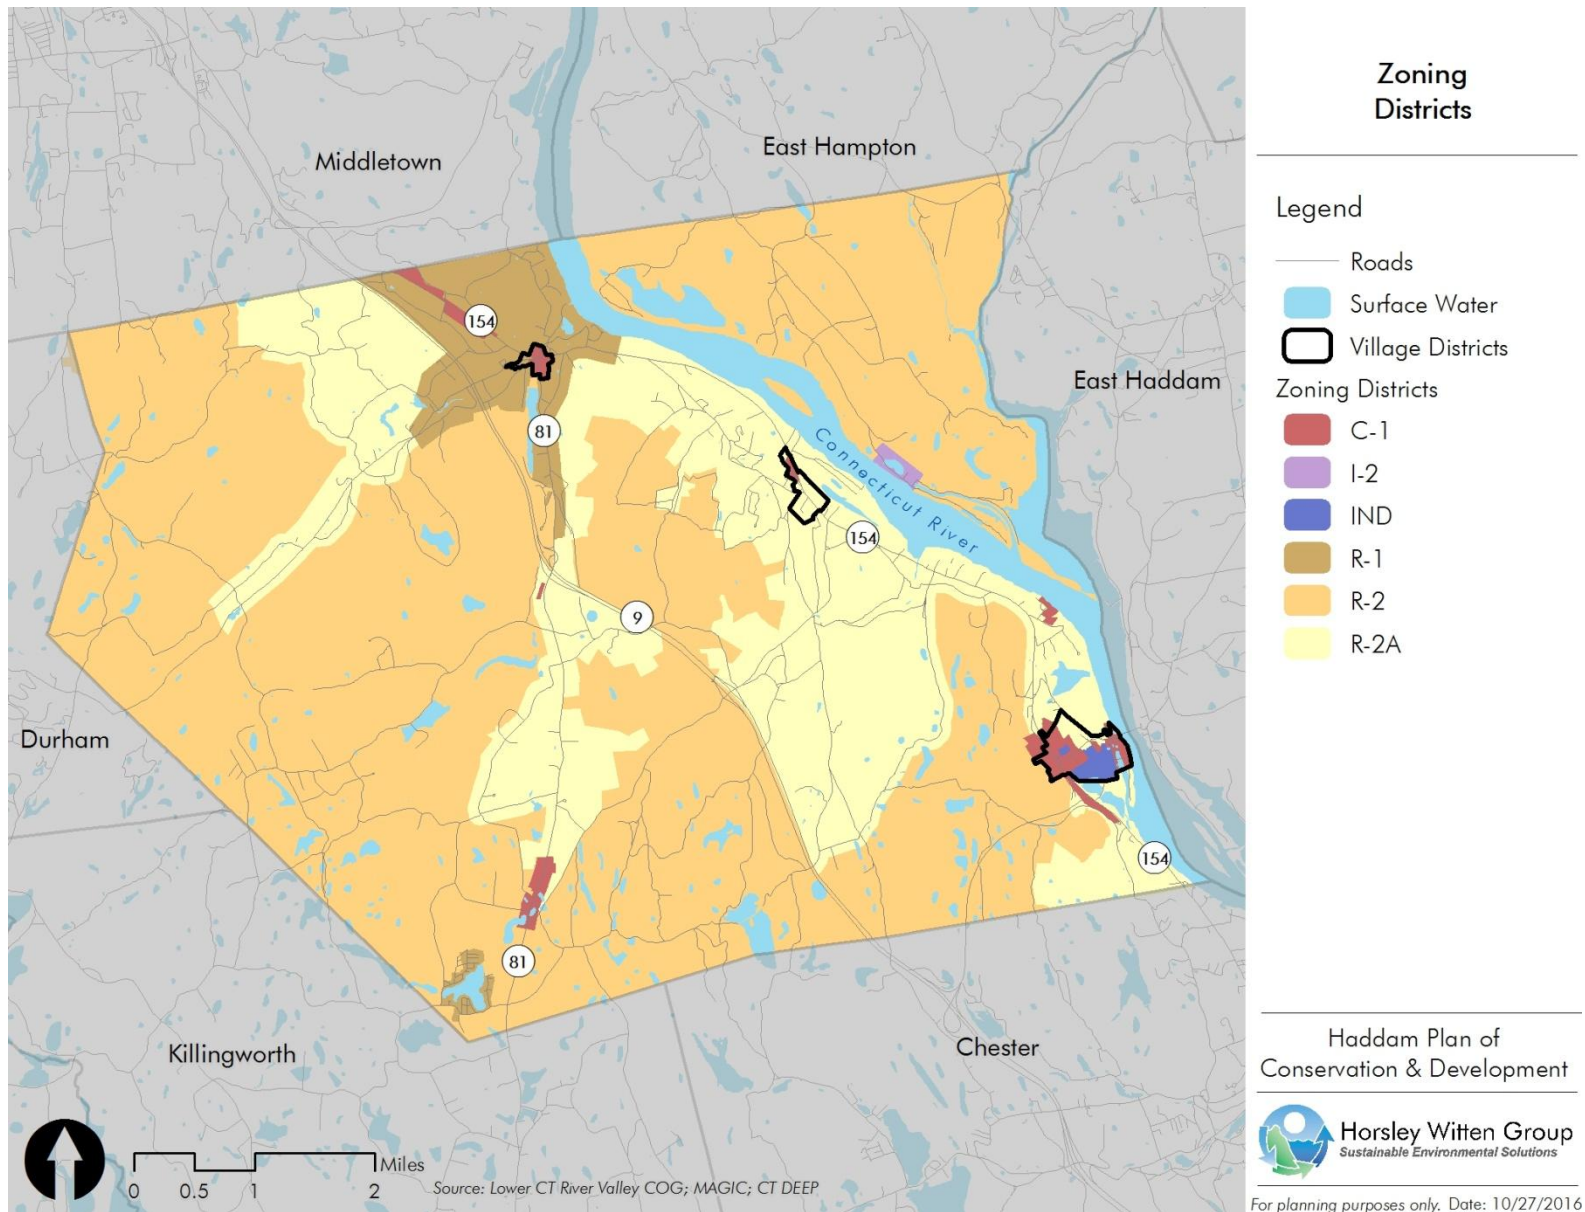 Zoning
Districts
Legend
Roads
Surface Water
Village Districts
Zoning Districts
C-1
I-2
IND
R-1
R-2
R-2A
Middletown
East Hampton
East Haddam
Durham
Killingworth
Chester
Connecticut River
154
81
154
9
154
81
Miles
0 0.5 1 2
Source: Lower CT River Valley COG; MAGIC; CT DEEP
Haddam Plan of
Conservation & Development
Horsley Witten Group
Sustainable Environmental Solutions
For planning purposes only. Date: 10/27/2016